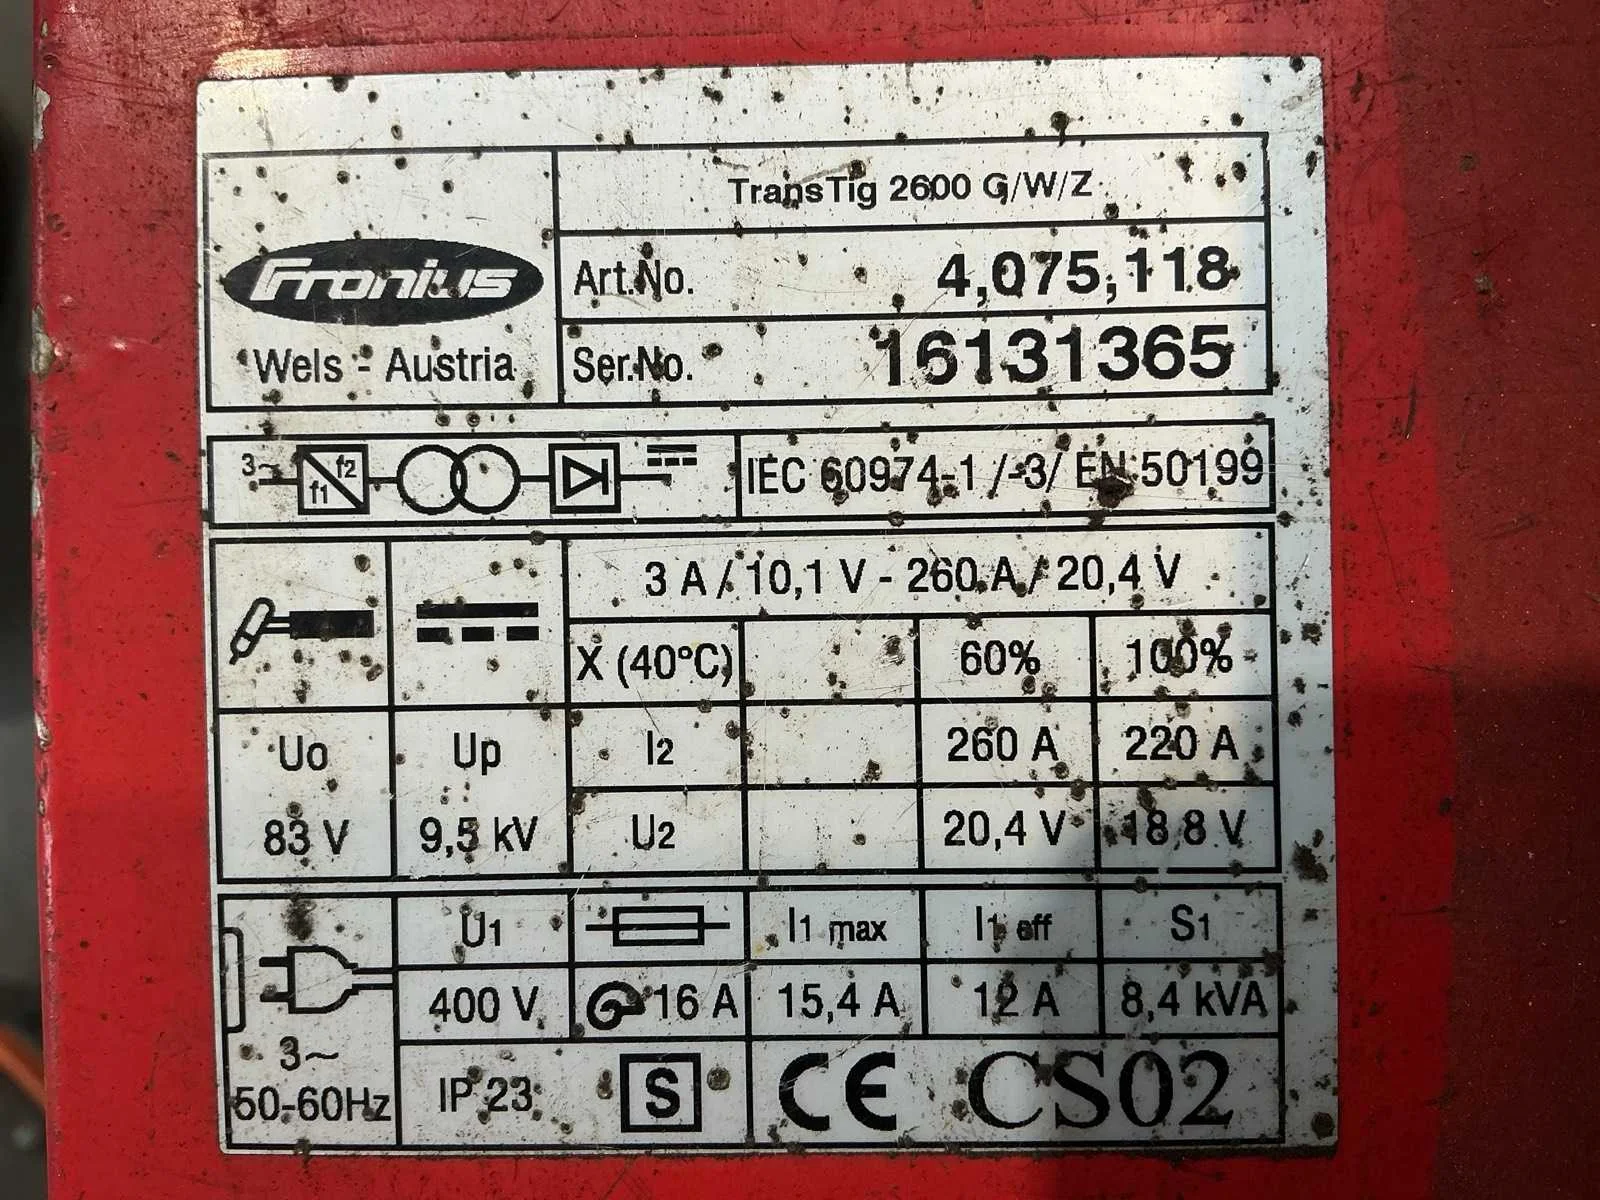 TransTig 2600 G/W/Z
Fronius
Wels - Austria
Art.No. 4,075,118
Ser.No. 16131365
3~ f1 f2 IEC 60974-1 /-3/ EN 50199
3 A / 10,1 V - 260 A / 20,4 V
X (40°C) 60% 100%
Uo Up I2 260 A 220 A
83 V 9,5 kV U2 20,4 V 18,8 V
U1 I1 max I1 eff S1
400 V 16 A 15,4 A 12 A 8,4 kVA
3~
50-60Hz IP 23 S CE CS02